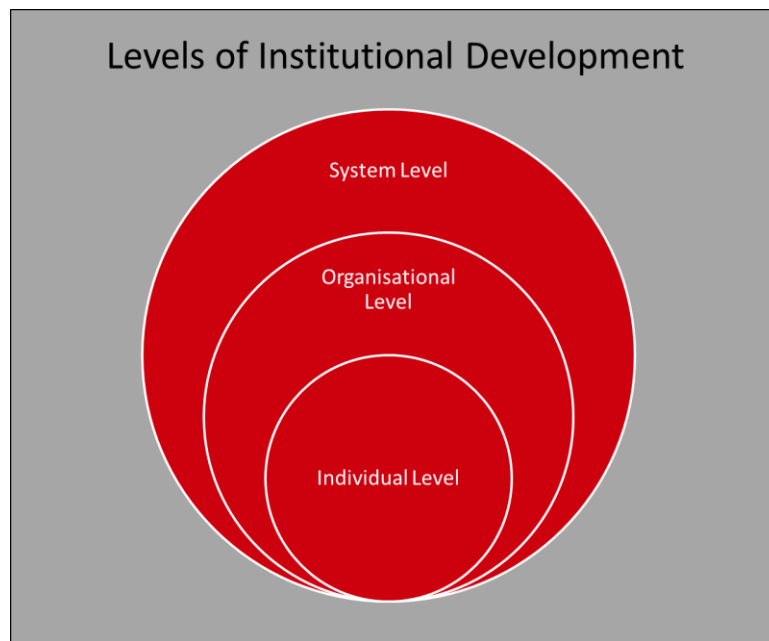 Levels of Institutional Development
System Level
Organisational
Level
Individual Level